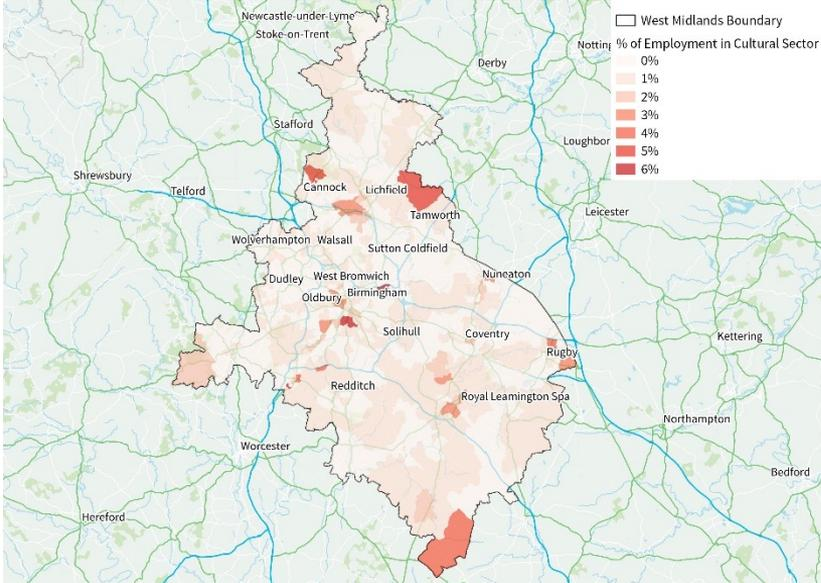 West Midlands Boundary
% of Employment in Cultural Sector
0%
1%
2%
3%
4%
5%
6%
Newcastle-under-Lyme
Stoke-on-Trent
Notting
Derby
Stafford
Loughbor
Shrewsbury
Telford
Cannock
Lichfield
Tamworth
Leicester
Wolverhampton
Walsall
Sutton Coldfield
Dudley
West Bromwich
Nuneaton
Oldbury
Birmingham
Solihull
Coventry
Kettering
Rugby
Redditch
Royal Leamington Spa
Northampton
Worcester
Bedford
Hereford